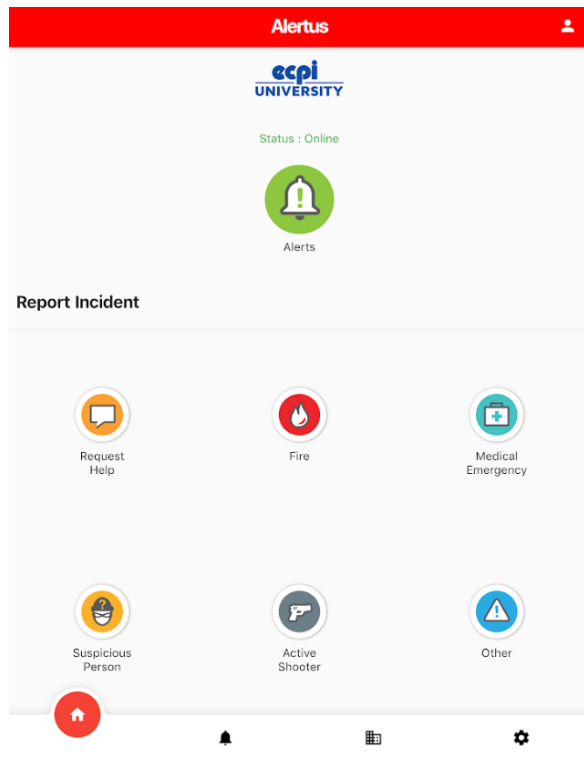 Alertus
ecpi
UNIVERSITY
Status : Online
Alerts
Report Incident
Request
Help
Fire
Medical
Emergency
?
Suspicious
Person
Active
Shooter
Other